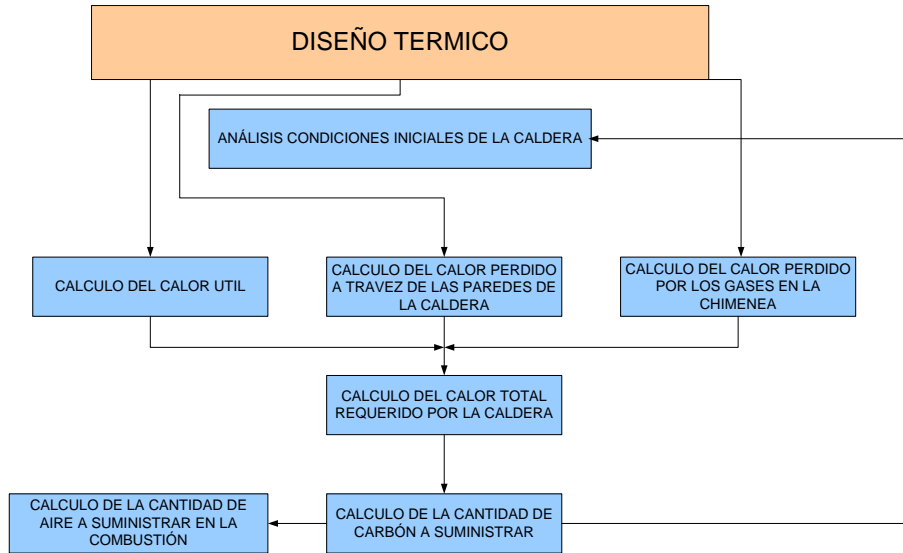 DISEÑO TERMICO
ANÁLISIS CONDICIONES INICIALES DE LA CALDERA
CALCULO DEL CALOR UTIL
CALCULO DEL CALOR PERDIDO
A TRAVEZ DE LAS PAREDES DE
LA CALDERA
CALCULO DEL CALOR PERDIDO
POR LOS GASES EN LA
CHIMENEA
CALCULO DEL CALOR TOTAL
REQUERIDO POR LA CALDERA
CALCULO DE LA CANTIDAD DE
AIRE A SUMINISTRAR EN LA
COMBUSTIÓN
CALCULO DE LA CANTIDAD DE
CARBÓN A SUMINISTRAR